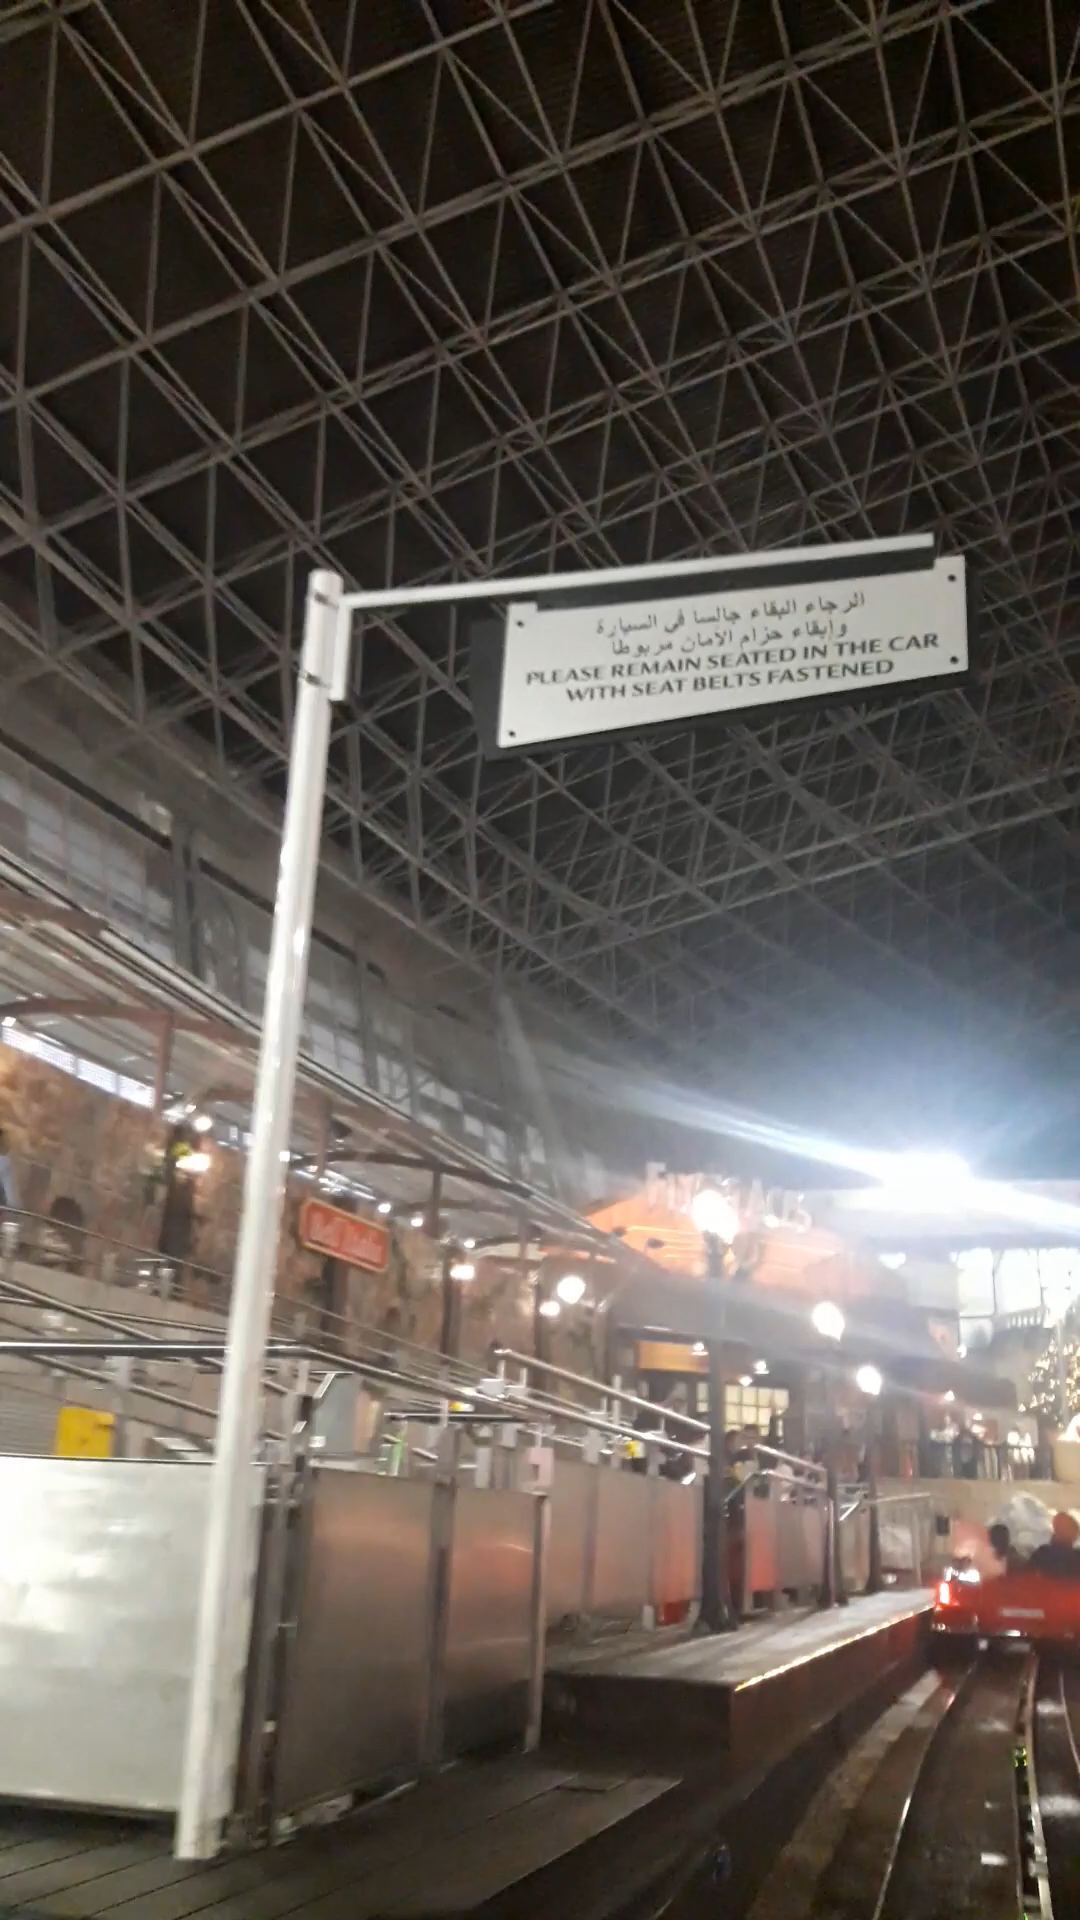 الرجاء البقاء جالسا في السيارة
وإبقاء حزام الأمان مربوطا
PLEASE REMAIN SEATED IN THE CAR
WITH SEAT BELTS FASTENED